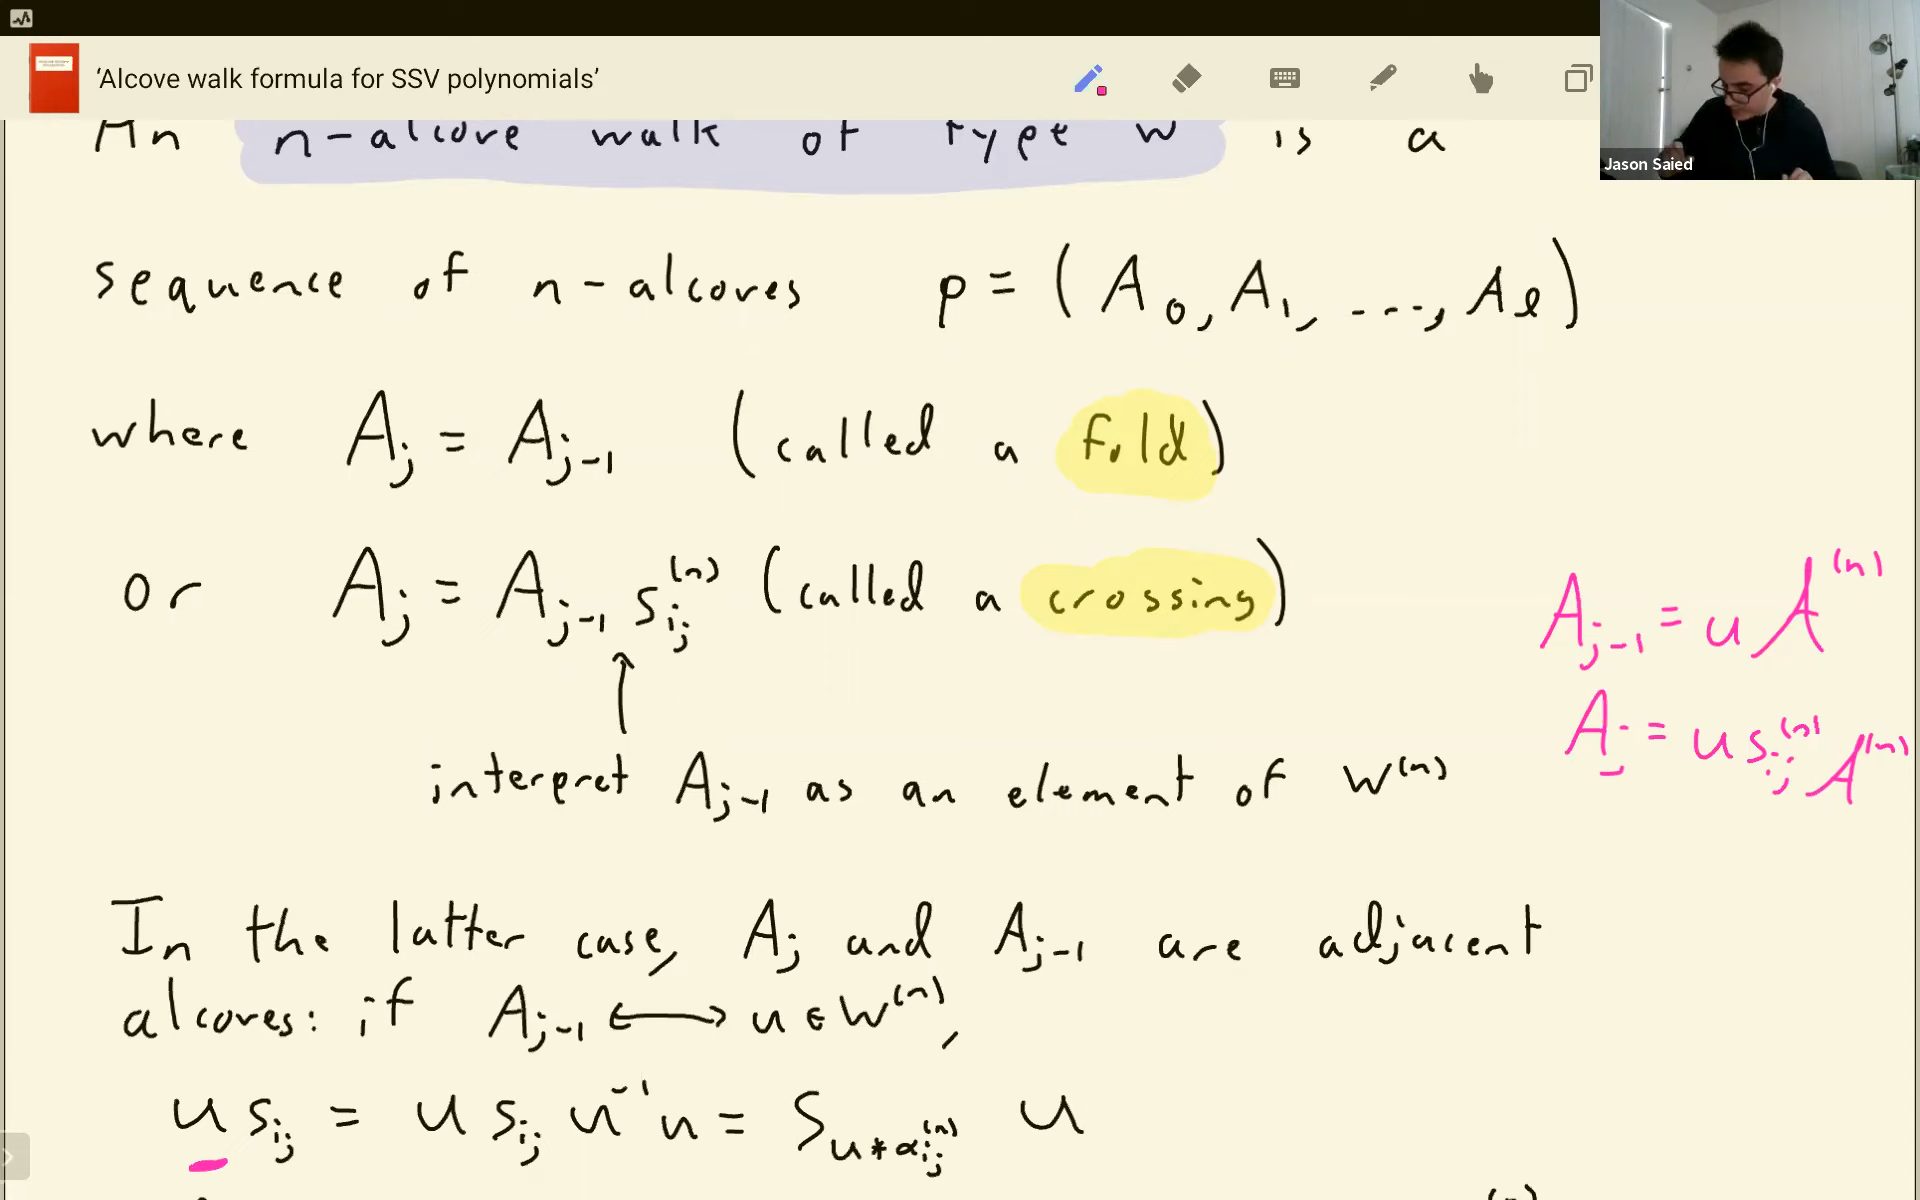 ‘Alcove walk formula for SSV polynomials’
Jason Saied
An n-alcove walk of type w is a
sequence of n-alcores p = (A_0, A_1, ..., A_ℓ)
where A_j = A_{j-1} (called a fold)
or A_j = A_{j-1} s_{i_j}^{(n)} (called a crossing)
A_{j-1} = u A^{(n)}
A_j = u s_{i_j}^{(n)} A^{(n)}
interpret A_{j-1} as an element of W^{(n)}
In the latter case, A_j and A_{j-1} are adjacent
alcores: if A_{j-1} ⟷ u ∈ W^{(n)},
u s_{i_j} = u s_{i_j} u^{-1} u = s_{u * α_{i_j}^{(n)}} u